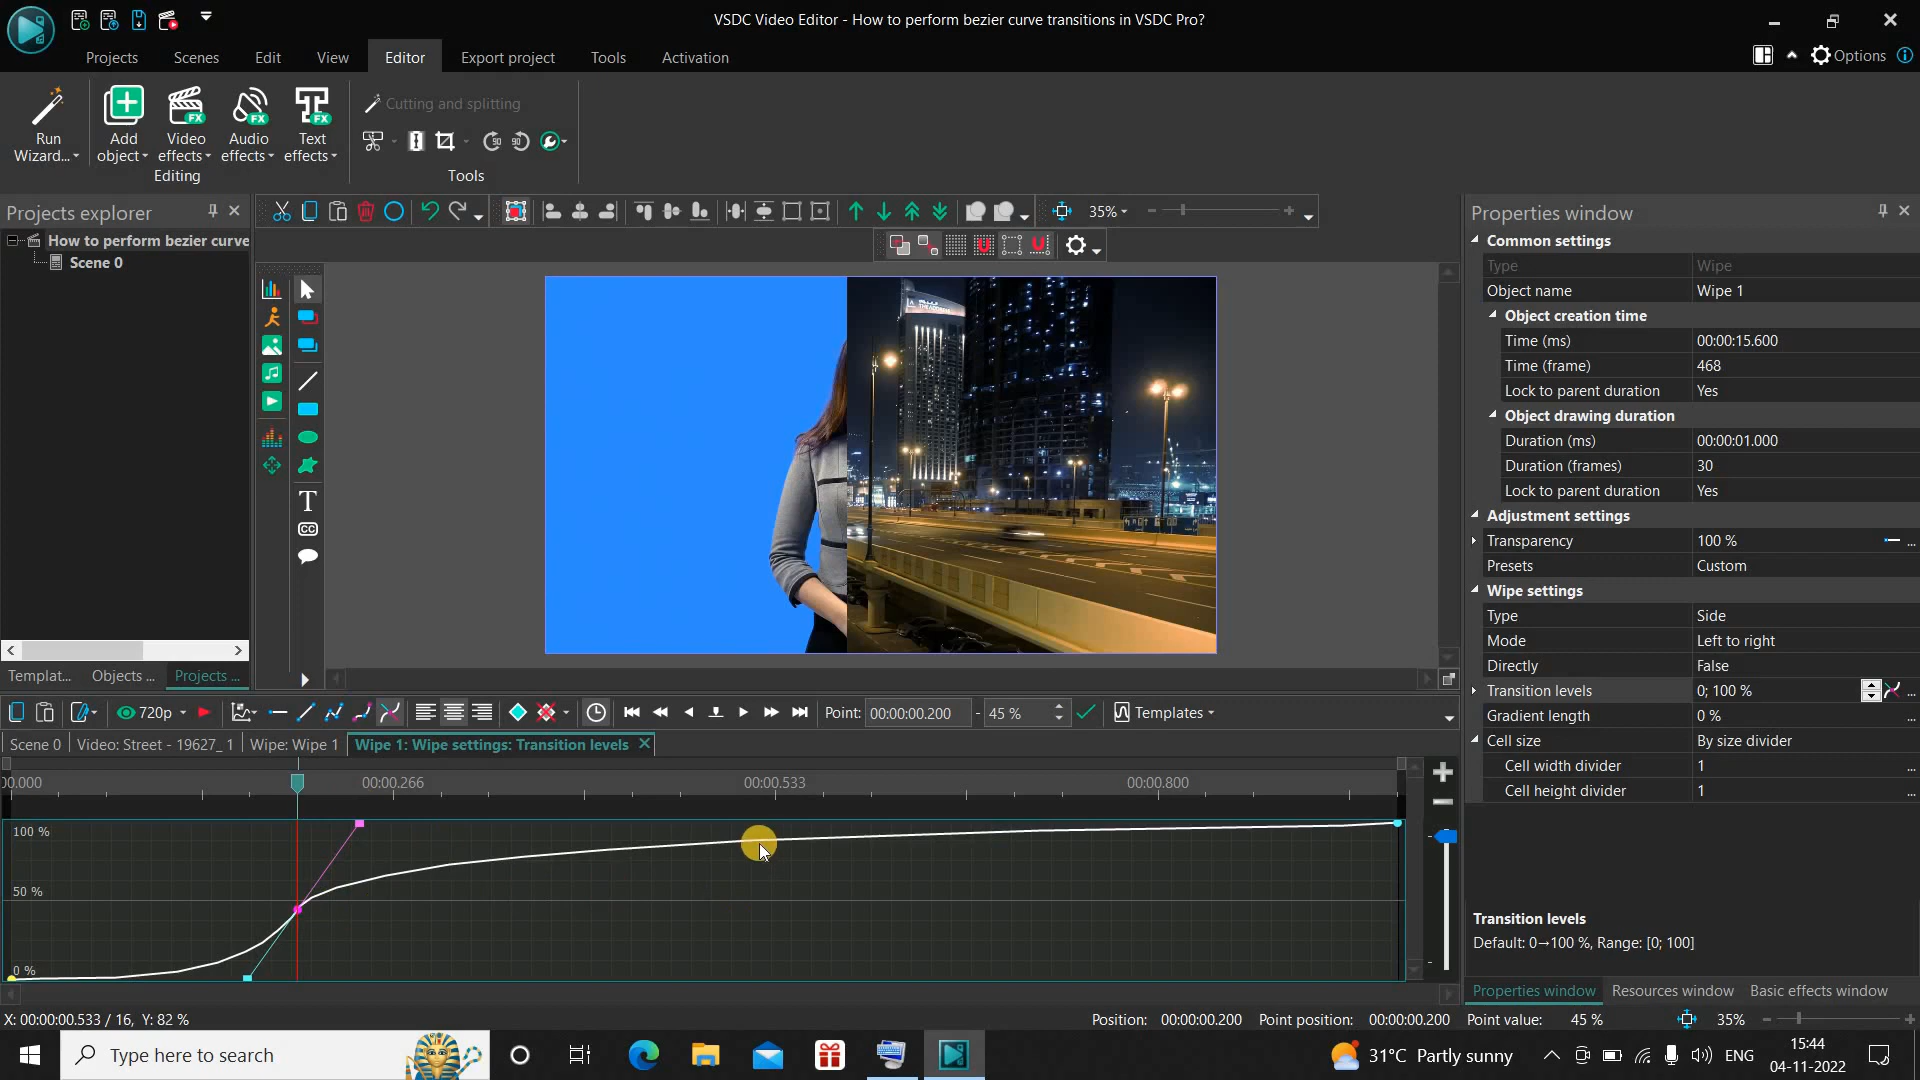 VSDC Video Editor - How to perform bezier curve transitions in VSDC Pro?
Projects Scenes Edit View Editor Export project Tools Activation Options
Run Wizard...
Add object
Video effects
Audio effects
Text effects
Editing
Cutting and splitting
Tools
Projects explorer
How to perform bezier curve
Scene 0
Templat... Objects ... Projects ...
35%
Properties window
Common settings
Type Wipe
Object name Wipe 1
Object creation time
Time (ms) 00:00:15.600
Time (frame) 468
Lock to parent duration Yes
Object drawing duration
Duration (ms) 00:00:01.000
Duration (frames) 30
Lock to parent duration Yes
Adjustment settings
Transparency 100 % ...
Presets Custom
Wipe settings
Type Side
Mode Left to right
Directly False
Transition levels 0; 100 % ...
Gradient length 0 % ...
Cell size By size divider
Cell width divider 1 ...
Cell height divider 1 ...
Transition levels
Default: 0→100 %, Range: [0; 100]
Properties window Resources window Basic effects window
720p Point: 00:00:00.200 - 45 % Templates
Scene 0 Video: Street - 19627_ 1 Wipe: Wipe 1 Wipe 1: Wipe settings: Transition levels
00.000 00:00.266 00:00.533 00:00.800
100 %
50 %
0 %
X: 00:00:00.533 / 16, Y: 82 % Position: 00:00:00.200 Point position: 00:00:00.200 Point value: 45 % 35%
Type here to search 31°C Partly sunny ENG 15:44
04-11-2022